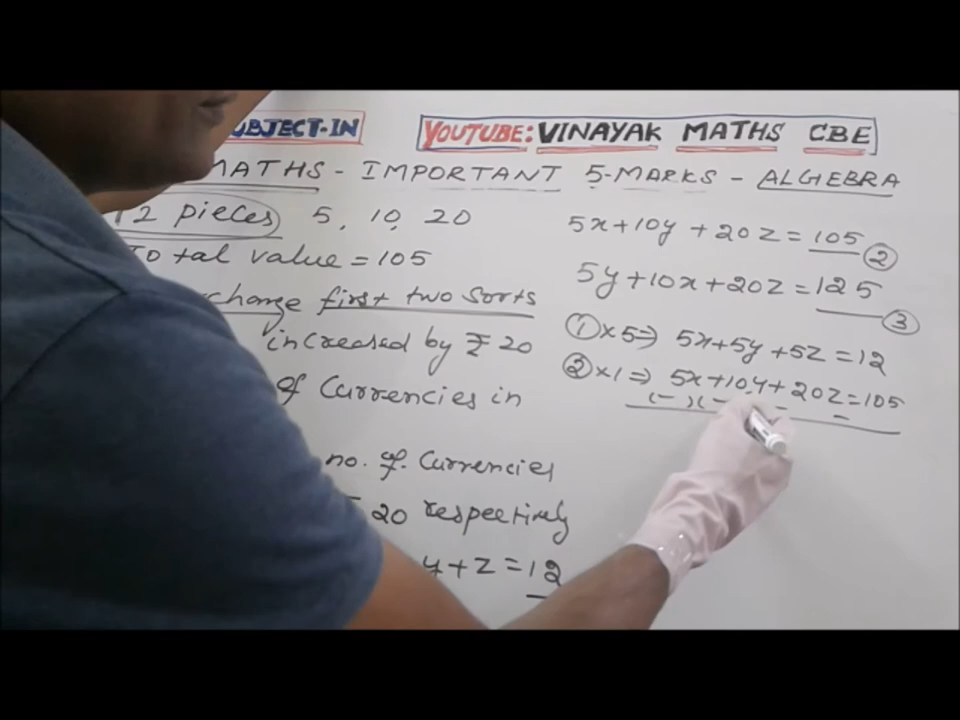 UBJECT-IN YOUTUBE: VINAYAK MATHS CBE
MATHS - IMPORTANT 5-MARKS - ALGEBRA
12 pieces 5, 10, 20
Total value = 105
change first two sorts
increased by ₹ 20
of Currencies in
no. of Currencies
20 respectively
y + z = 12
5x+10y+20z=105 ②
5y+10x+20z=125
③
①×5⇒ 5x+5y+5z=12
②×1⇒ 5x+10y+20z=105
(-) (-) -